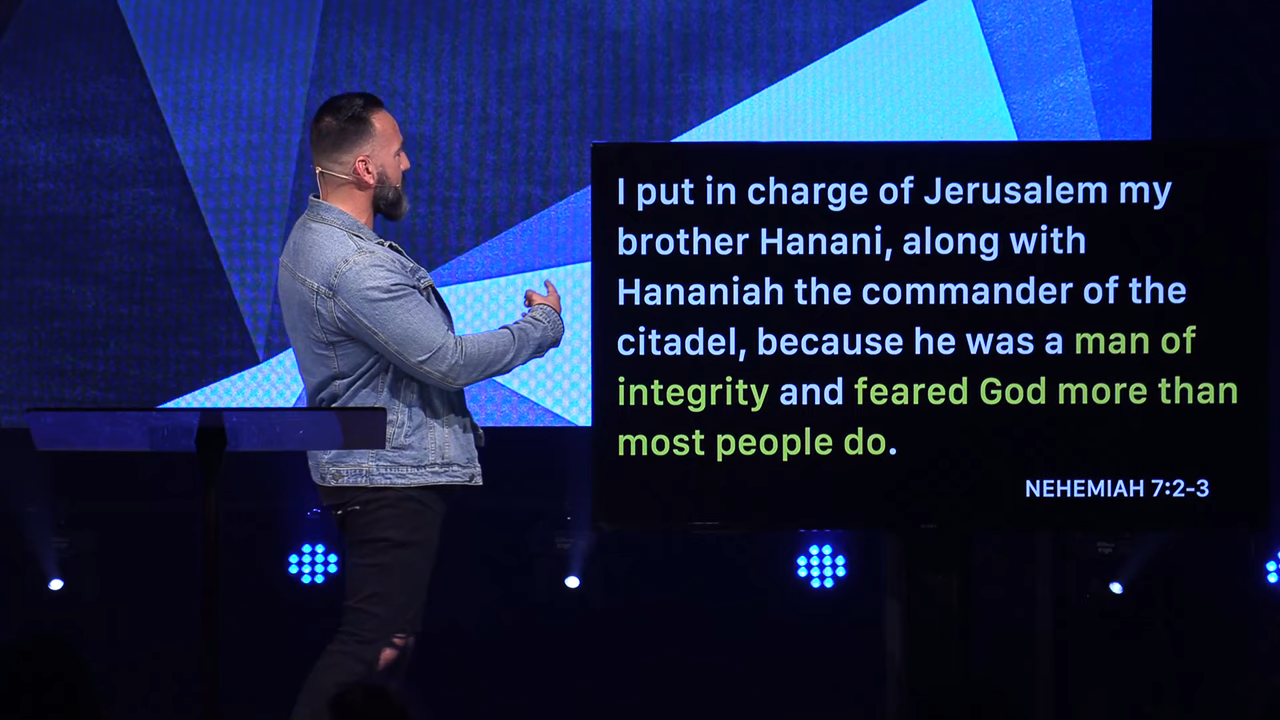 I put in charge of Jerusalem my
brother Hanani, along with
Hananiah the commander of the
citadel, because he was a man of
integrity and feared God more than
most people do.
NEHEMIAH 7:2-3